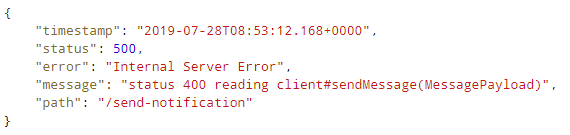 {
    "timestamp": "2019-07-28T08:53:12.168+0000",
    "status": 500,
    "error": "Internal Server Error",
    "message": "status 400 reading client#sendMessage(MessagePayload)",
    "path": "/send-notification"
}